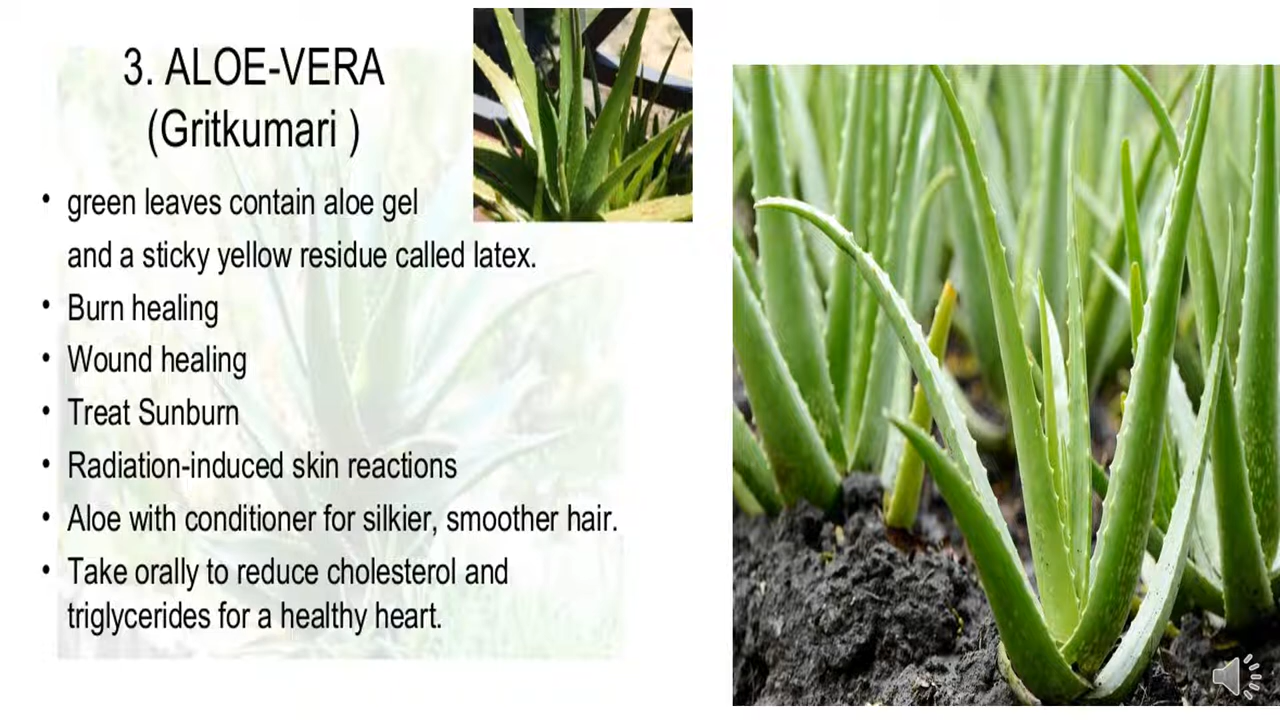 3. ALOE-VERA
(Gritkumari )
• green leaves contain aloe gel
and a sticky yellow residue called latex.
• Burn healing
• Wound healing
• Treat Sunburn
• Radiation-induced skin reactions
• Aloe with conditioner for silkier, smoother hair.
• Take orally to reduce cholesterol and
triglycerides for a healthy heart.